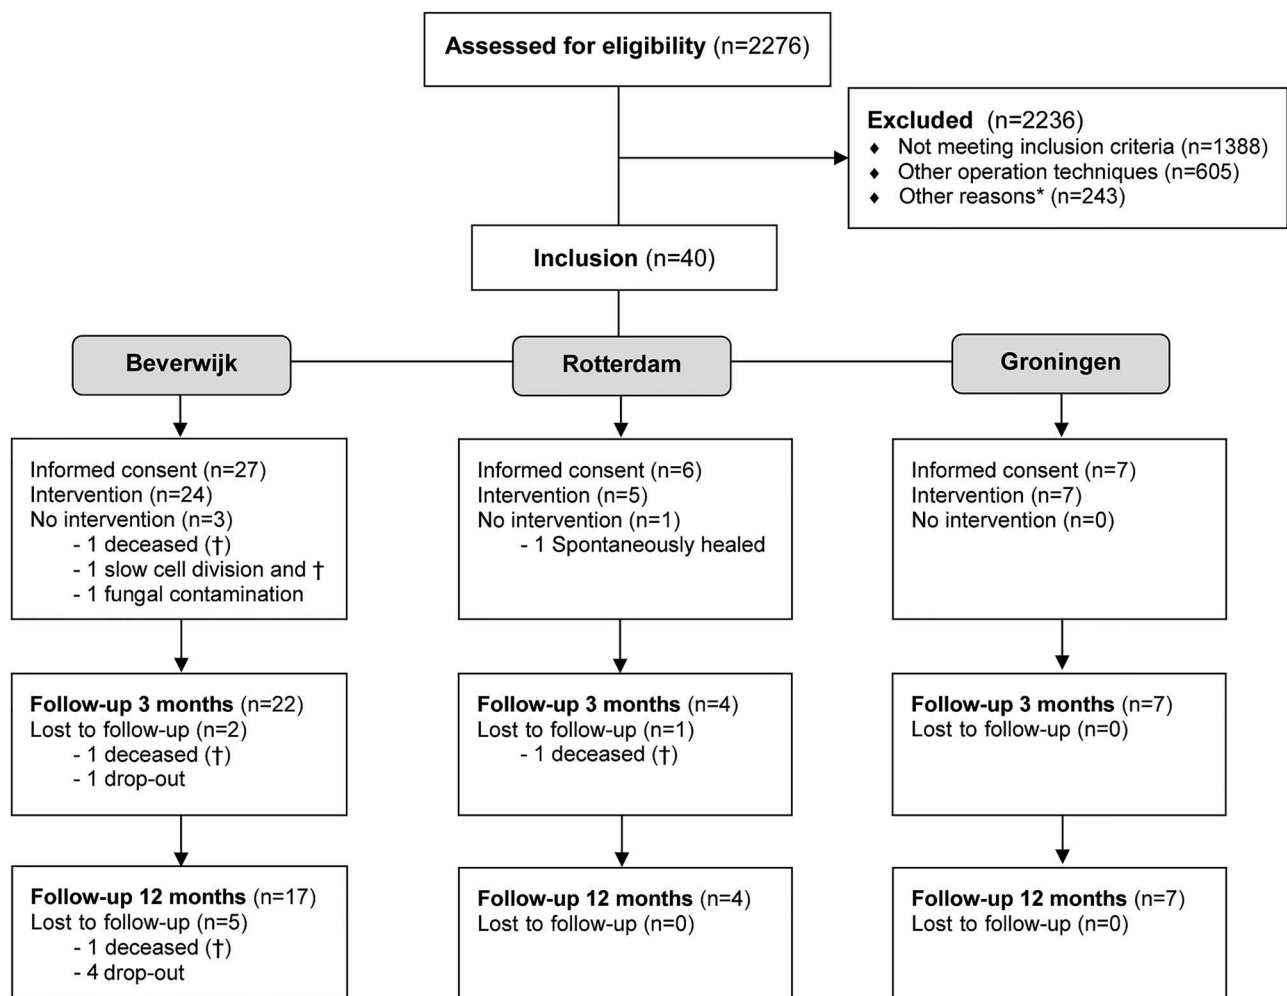 Assessed for eligibility (n=2276)
Excluded (n=2236)
♦ Not meeting inclusion criteria (n=1388)
♦ Other operation techniques (n=605)
♦ Other reasons* (n=243)
Inclusion (n=40)
Beverwijk
Rotterdam
Groningen
Informed consent (n=27)
Intervention (n=24)
No intervention (n=3)
- 1 deceased (†)
- 1 slow cell division and †
- 1 fungal contamination
Informed consent (n=6)
Intervention (n=5)
No intervention (n=1)
- 1 Spontaneously healed
Informed consent (n=7)
Intervention (n=7)
No intervention (n=0)
Follow-up 3 months (n=22)
Lost to follow-up (n=2)
- 1 deceased (†)
- 1 drop-out
Follow-up 3 months (n=4)
Lost to follow-up (n=1)
- 1 deceased (†)
Follow-up 3 months (n=7)
Lost to follow-up (n=0)
Follow-up 12 months (n=17)
Lost to follow-up (n=5)
- 1 deceased (†)
- 4 drop-out
Follow-up 12 months (n=4)
Lost to follow-up (n=0)
Follow-up 12 months (n=7)
Lost to follow-up (n=0)